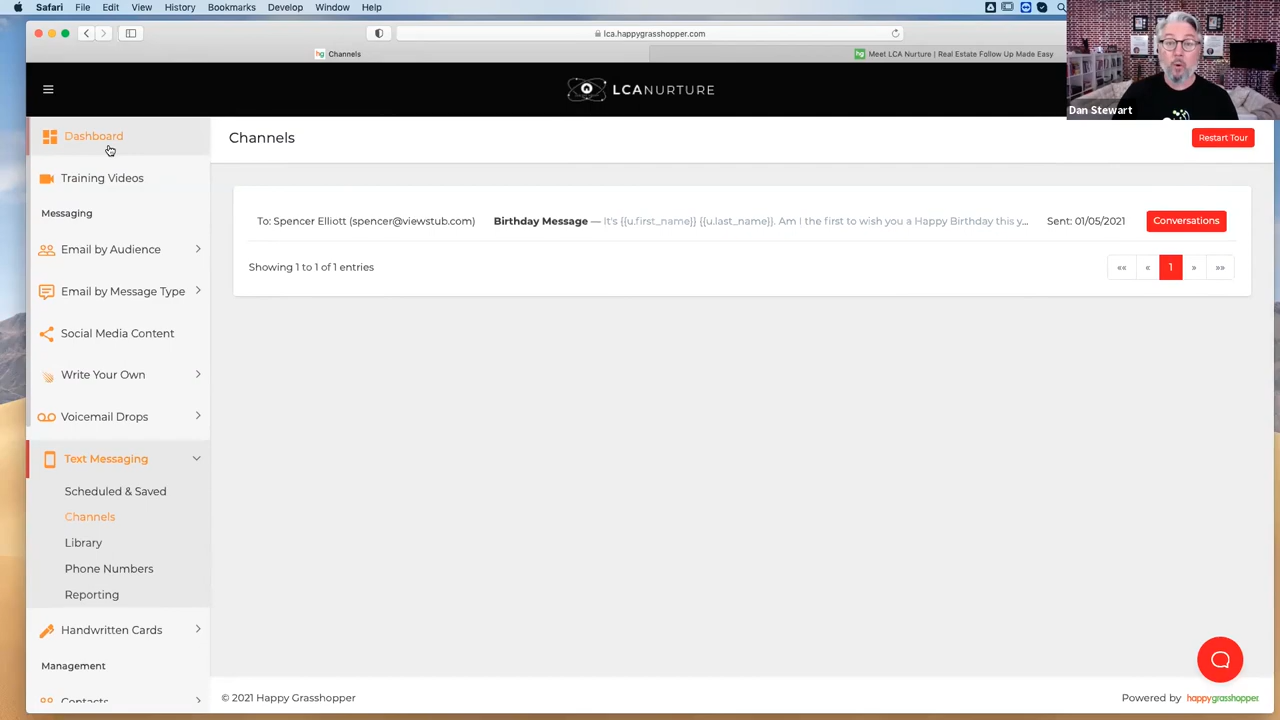 Safari File Edit View History Bookmarks Develop Window Help
lca.happygrasshopper.com
hg Channels
hg Meet LCA Nurture | Real Estate Follow Up Made Easy
LCANURTURE
Dan Stewart
Dashboard
Training Videos
Messaging
Email by Audience
Email by Message Type
Social Media Content
Write Your Own
Voicemail Drops
Text Messaging
Scheduled & Saved
Channels
Library
Phone Numbers
Reporting
Handwritten Cards
Management
Contacts
Channels
Restart Tour
To: Spencer Elliott (spencer@viewstub.com) Birthday Message — It's {{u.first_name}} {{u.last_name}}. Am I the first to wish you a Happy Birthday this y... Sent: 01/05/2021 Conversations
Showing 1 to 1 of 1 entries
«« « 1 » »»
© 2021 Happy Grasshopper
Powered by happygrasshopper